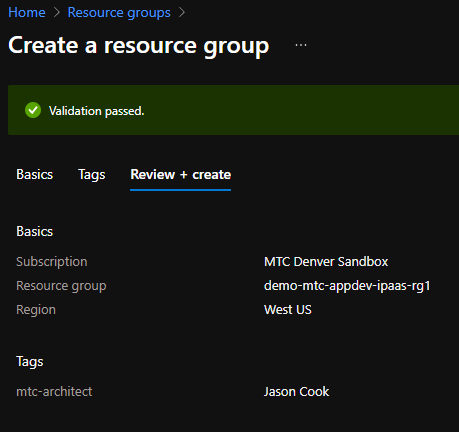 Home > Resource groups >
Create a resource group ...
Validation passed.
Basics Tags Review + create
Basics
Subscription MTC Denver Sandbox
Resource group demo-mtc-appdev-ipaas-rg1
Region West US
Tags
mtc-architect Jason Cook